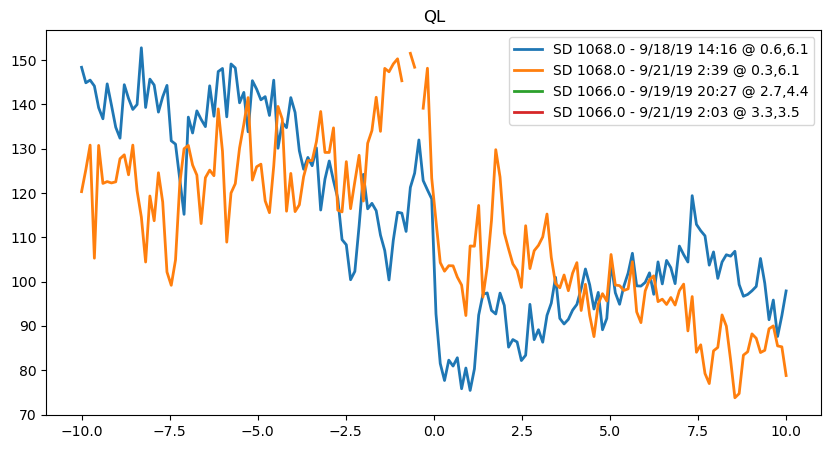 QL
SD 1068.0 - 9/18/19 14:16 @ 0.6,6.1
SD 1068.0 - 9/21/19 2:39 @ 0.3,6.1
SD 1066.0 - 9/19/19 20:27 @ 2.7,4.4
SD 1066.0 - 9/21/19 2:03 @ 3.3,3.5
150
140
130
120
110
100
90
80
70
−10.0 −7.5 −5.0 −2.5 0.0 2.5 5.0 7.5 10.0